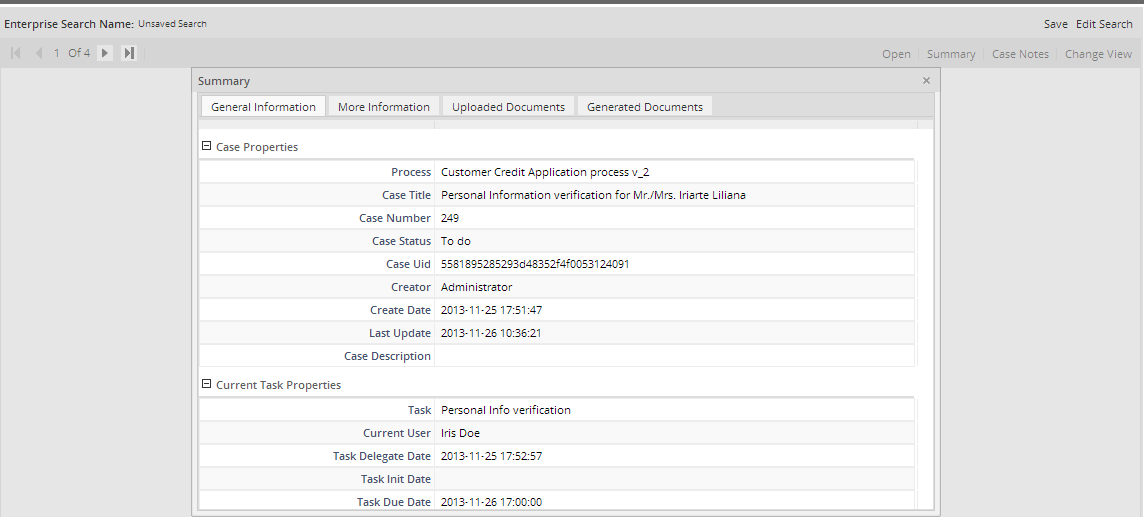 Enterprise Search Name: Unsaved Search Save Edit Search
1 Of 4 Open Summary Case Notes Change View
Summary ×
General Information More Information Uploaded Documents Generated Documents
Case Properties
Process Customer Credit Application process v_2
Case Title Personal Information verification for Mr./Mrs. Iriarte Liliana
Case Number 249
Case Status To do
Case Uid 5581895285293d48352f4f0053124091
Creator Administrator
Create Date 2013-11-25 17:51:47
Last Update 2013-11-26 10:36:21
Case Description
Current Task Properties
Task Personal Info verification
Current User Iris Doe
Task Delegate Date 2013-11-25 17:52:57
Task Init Date
Task Due Date 2013-11-26 17:00:00